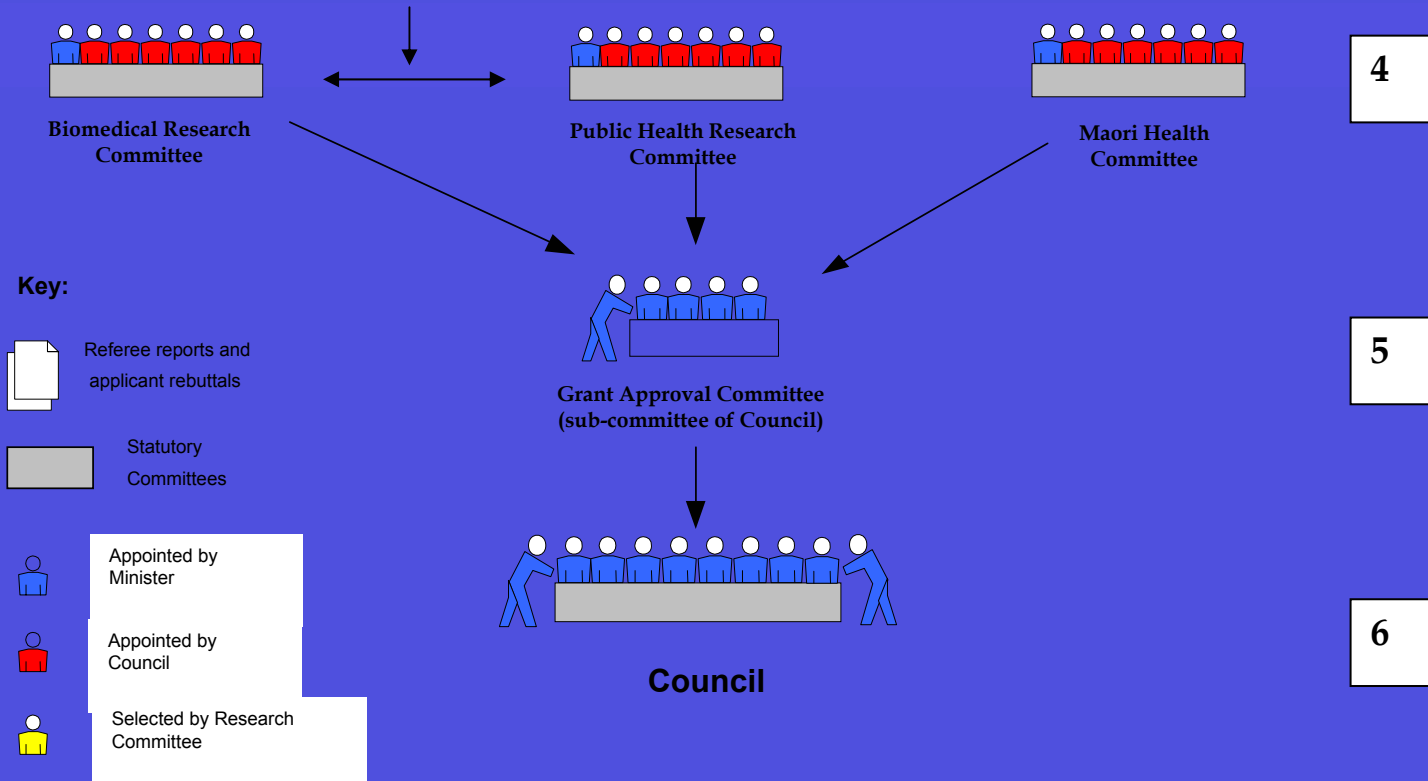 Biomedical Research
Committee
Public Health Research
Committee
Maori Health
Committee
4
Key:
Referee reports and
applicant rebuttals
Grant Approval Committee
(sub-committee of Council)
5
Statutory
Committees
Appointed by
Minister
Appointed by
Council
Council
6
Selected by Research
Committee